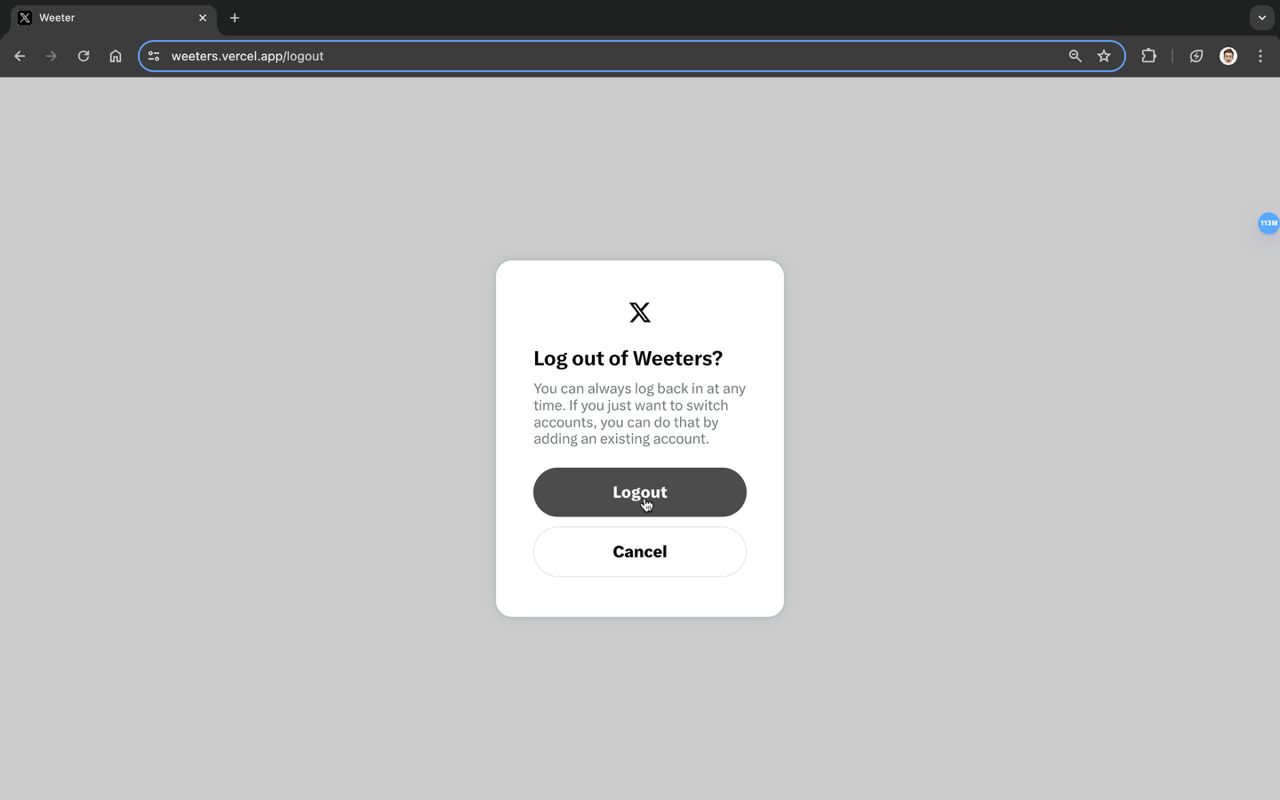 Weeter
weeters.vercel.app/logout
113M
Log out of Weeters?
You can always log back in at any
time. If you just want to switch
accounts, you can do that by
adding an existing account.
Logout
Cancel